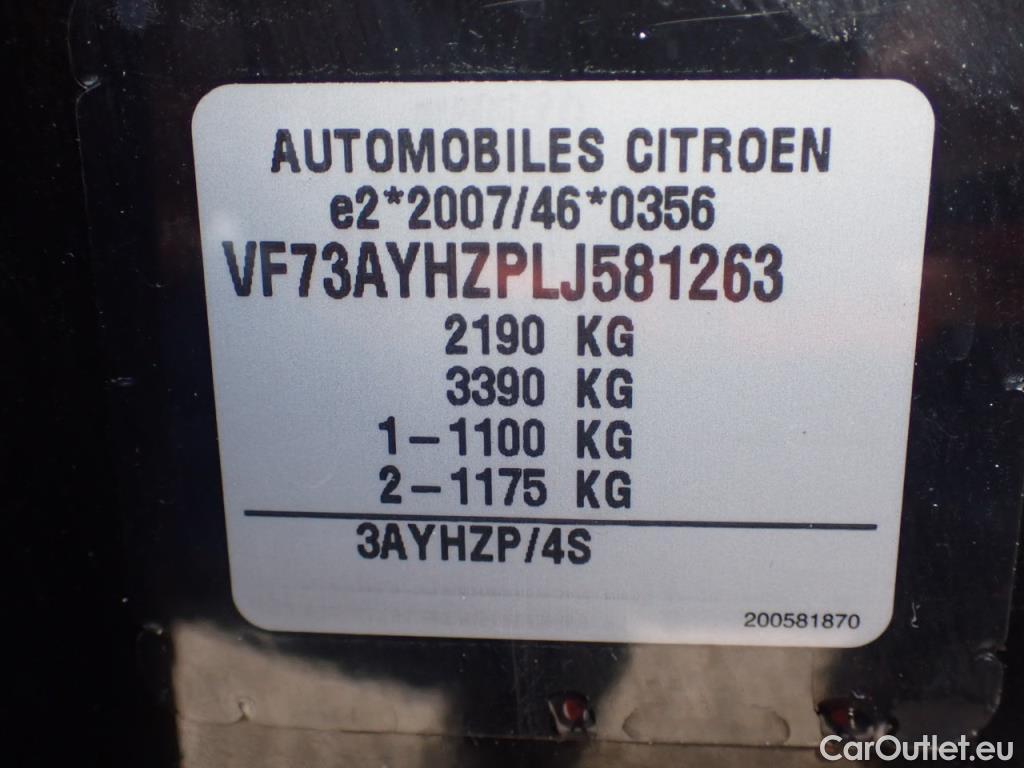 AUTOMOBILES CITROEN
e2*2007/46*0356
VF73AYHZPLJ581263
2190 KG
3390 KG
1-1100 KG
2-1175 KG
3AYHZP/4S
200581870
CarOutlet.eu